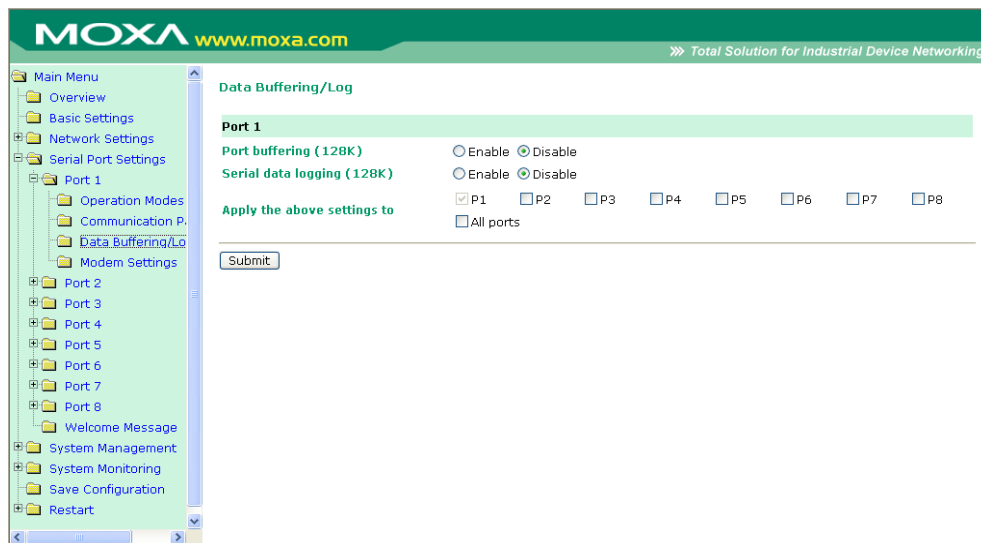 MOXA www.moxa.com
Total Solution for Industrial Device Networking
Main Menu
Overview
Basic Settings
Network Settings
Serial Port Settings
Port 1
Operation Modes
Communication Pa
Data Buffering/Lo
Modem Settings
Port 2
Port 3
Port 4
Port 5
Port 6
Port 7
Port 8
Welcome Message
System Management
System Monitoring
Save Configuration
Restart
Data Buffering/Log
Port 1
Port buffering (128K) Enable Disable
Serial data logging (128K) Enable Disable
Apply the above settings to P1 P2 P3 P4 P5 P6 P7 P8
All ports
Submit